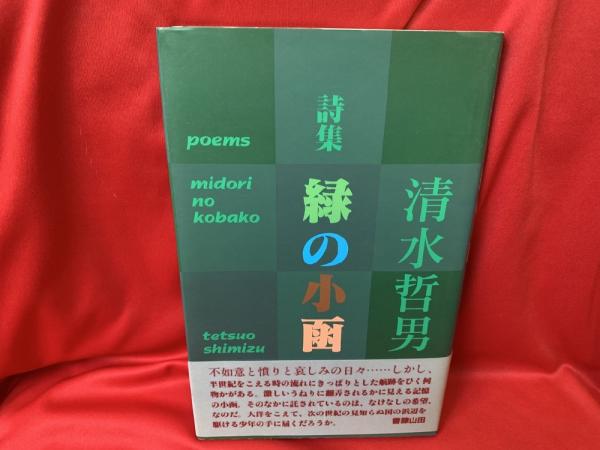 poems
midori
no
kobako
tetsuo
shimizu
詩集
緑の小函
清水哲男
不如意と憤りと哀しみの日々……しかし、
半世紀をこえる時の流れにきっぱりとした航跡をひく何
物かがある。激しいうねりに翻弄されるかに見える記憶
の小函。そのなかに託されているのは、なけなしの希望、
なのだ。大洋をこえて、次の世紀の見知らぬ国の浜辺を
駆ける少年の手に届くだろうか。
書肆山田